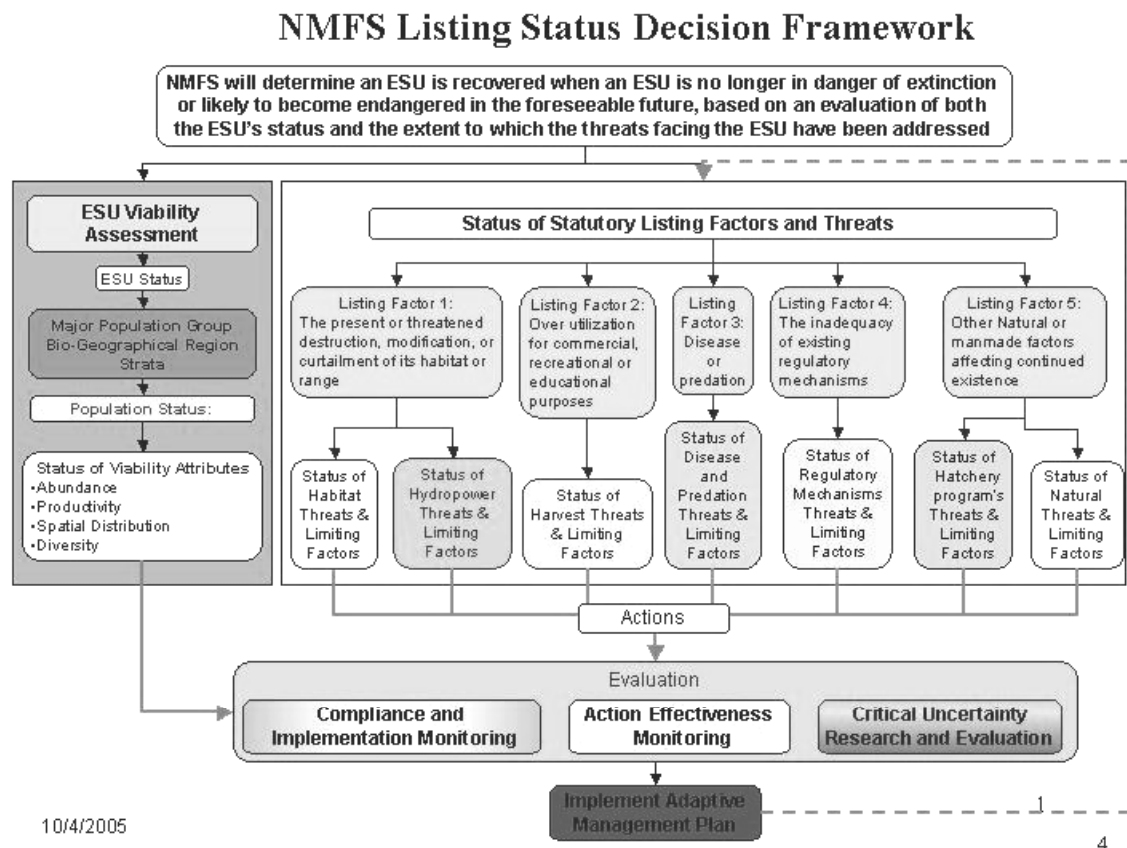 NMFS Listing Status Decision Framework
NMFS will determine an ESU is recovered when an ESU is no longer in danger of extinction
or likely to become endangered in the foreseeable future, based on an evaluation of both
the ESU's status and the extent to which the threats facing the ESU have been addressed
ESU Viability
Assessment
ESU Status
Major Population Group
Bio-Geographical Region
Strata
Population Status:
Status of Viability Attributes
•Abundance
•Productivity
•Spatial Distribution
•Diversity
Status of Statutory Listing Factors and Threats
Listing Factor 1:
The present or threatened
destruction, modification, or
curtailment of its habitat or
range
Listing Factor 2:
Over utilization
for commercial,
recreational or
educational
purposes
Listing
Factor 3:
Disease
or
predation
Listing Factor 4:
The inadequacy
of existing
regulatory
mechanisms
Listing Factor 5:
Other Natural or
manmade factors
affecting continued
existence
Status of
Habitat
Threats &
Limiting
Factors
Status of
Hydropower
Threats &
Limiting
Factors
Status of
Harvest Threats
& Limiting
Factors
Status of
Disease
and
Predation
Threats &
Limiting
Factors
Status of
Regulatory
Mechanisms
Threats &
Limiting
Factors
Status of
Hatchery
program's
Threats &
Limiting
Factors
Status of
Natural
Threats &
Limiting
Factors
Actions
Evaluation
Compliance and
Implementation Monitoring
Action Effectiveness
Monitoring
Critical Uncertainty
Research and Evaluation
Implement Adaptive
Management Plan
1
10/4/2005
4